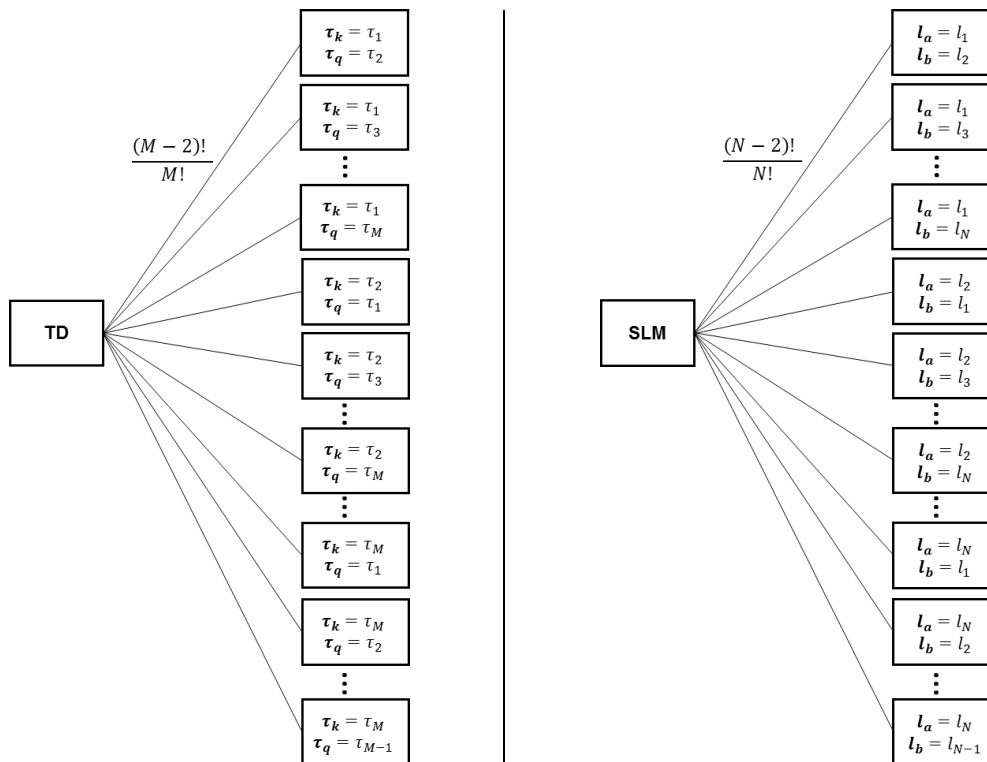 τk = τ1
τq = τ2
τk = τ1
τq = τ3
(M − 2)!
M!
τk = τ1
τq = τM
τk = τ2
τq = τ1
TD
τk = τ2
τq = τ3
τk = τ2
τq = τM
τk = τM
τq = τ1
τk = τM
τq = τ2
τk = τM
τq = τM−1
la = l1
lb = l2
la = l1
lb = l3
(N − 2)!
N!
la = l1
lb = lN
la = l2
lb = l1
SLM
la = l2
lb = l3
la = l2
lb = lN
la = lN
lb = l1
la = lN
lb = l2
la = lN
lb = lN−1